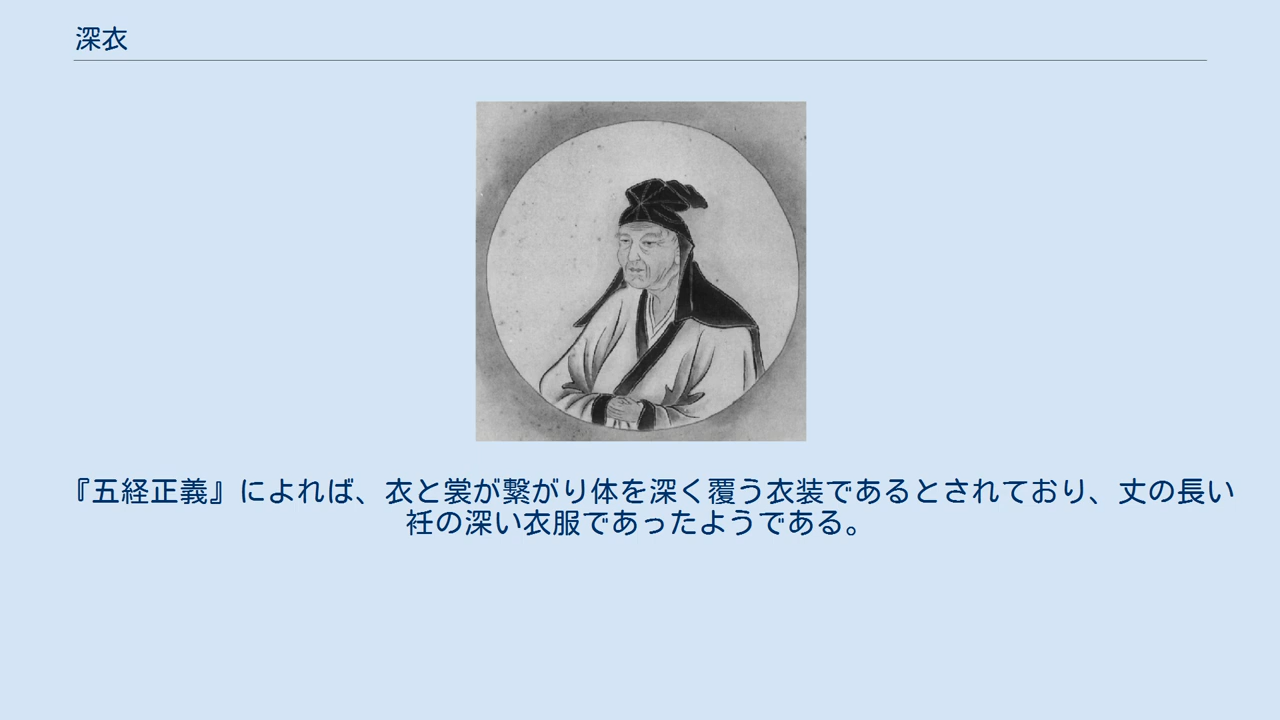 深衣
『五経正義』によれば、衣と裳が繋がり体を深く覆う衣装であるとされており、丈の長い
衽の深い衣服であったようである。